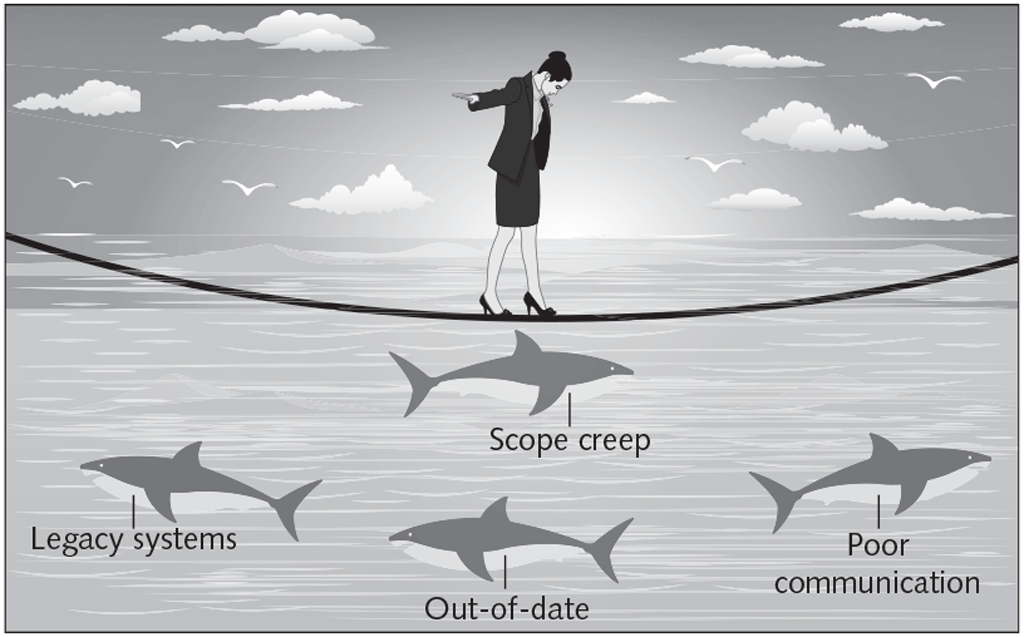 Scope creep
Legacy systems
Poor
communication
Out-of-date